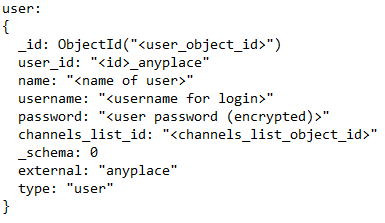 user:
{
  _id: ObjectId("<user_object_id>")
  user_id: "<id>_anyplace"
  name: "<name of user>"
  username: "<username for login>"
  password: "<user password (encrypted)>"
  channels_list_id: "<channels_list_object_id>"
  _schema: 0
  external: "anyplace"
  type: "user"
}